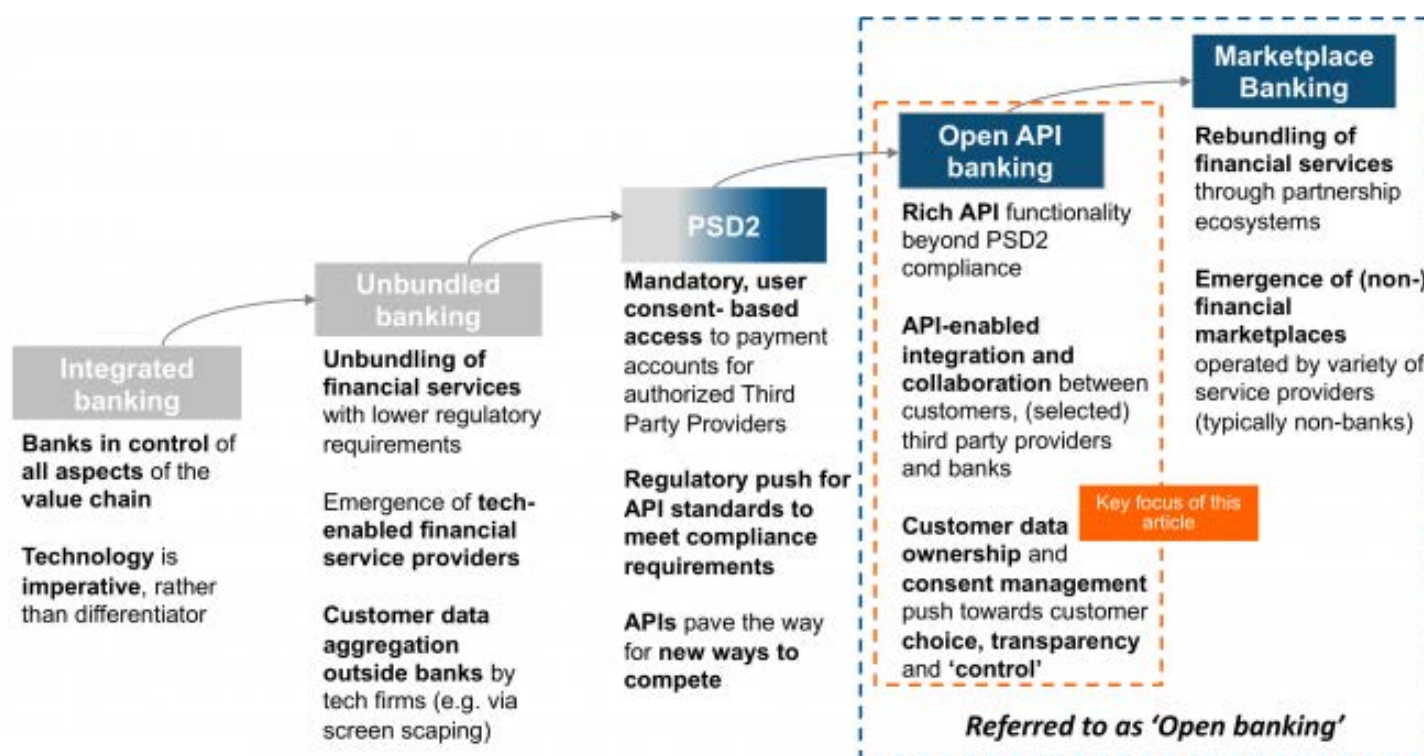 Integrated
banking
Banks in control of
all aspects of the
value chain
Technology is
imperative, rather
than differentiator
Unbundled
banking
Unbundling of
financial services
with lower regulatory
requirements
Emergence of tech-
enabled financial
service providers
Customer data
aggregation
outside banks by
tech firms (e.g. via
screen scaping)
PSD2
Mandatory, user
consent- based
access to payment
accounts for
authorized Third
Party Providers
Regulatory push for
API standards to
meet compliance
requirements
APIs pave the way
for new ways to
compete
Open API
banking
Rich API functionality
beyond PSD2
compliance
API-enabled
integration and
collaboration between
customers, (selected)
third party providers
and banks
Key focus of this
article
Customer data
ownership and
consent management
push towards customer
choice, transparency
and ‘control’
Marketplace
Banking
Rebundling of
financial services
through partnership
ecosystems
Emergence of (non-)
financial
marketplaces
operated by variety of
service providers
(typically non-banks)
Referred to as ‘Open banking’